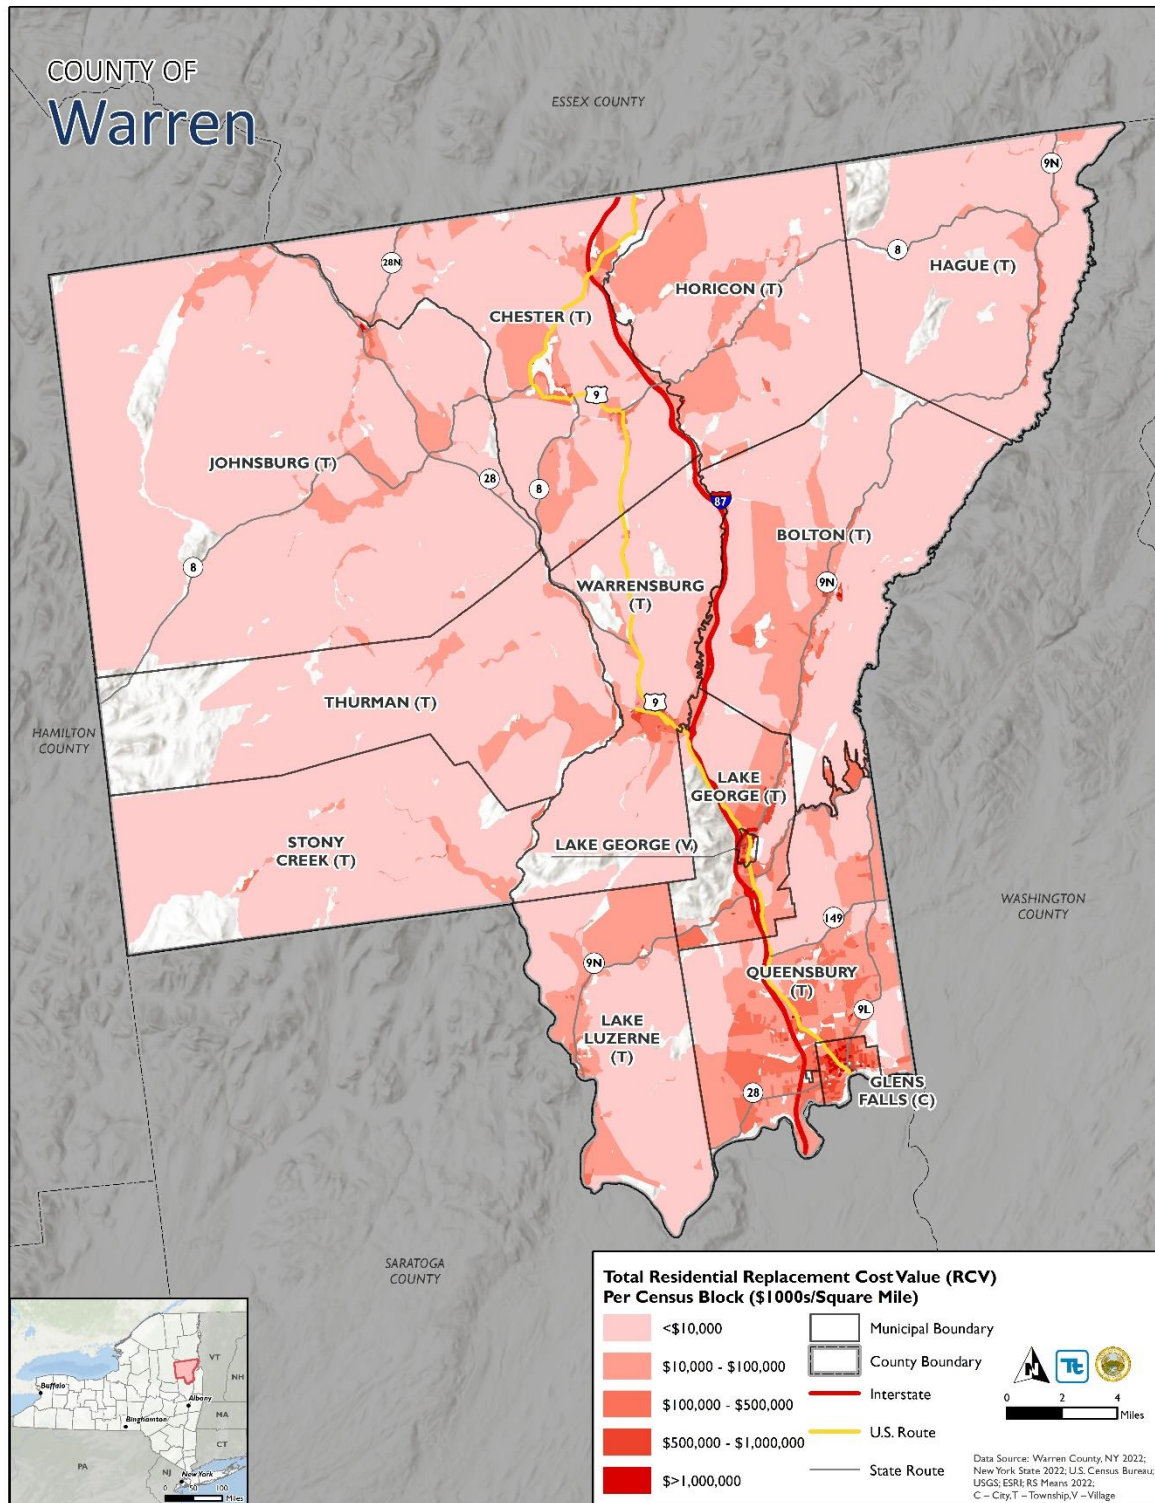 COUNTY OF
Warren
ESSEX COUNTY
9N
8
HAGUE (T)
28N
HORICON (T)
CHESTER (T)
9
JOHNSBURG (T)
28
8
87
BOLTON (T)
8
9N
WARRENSBURG
(T)
THURMAN (T)
9
HAMILTON
COUNTY
LAKE
GEORGE (T)
STONY
CREEK (T)
LAKE GEORGE (V)
WASHINGTON
COUNTY
149
9N
QUEENSBURY
(T)
9L
LAKE
LUZERNE
(T)
28
GLENS
FALLS (C)
SARATOGA
COUNTY
Total Residential Replacement Cost Value (RCV)
Per Census Block ($1000s/Square Mile)
<$10,000
$10,000 - $100,000
$100,000 - $500,000
$500,000 - $1,000,000
$>1,000,000
Municipal Boundary
County Boundary
Interstate
U.S. Route
State Route
N
Tt
0 2 4
Miles
Data Source: Warren County, NY 2022;
New York State 2022; U.S. Census Bureau;
USGS; ESRI; RS Means 2022;
C – City, T – Township, V – Village
VT
NH
Buffalo
Albany
Binghamton
MA
CT
PA
NJ
New York
0 50 100
Miles